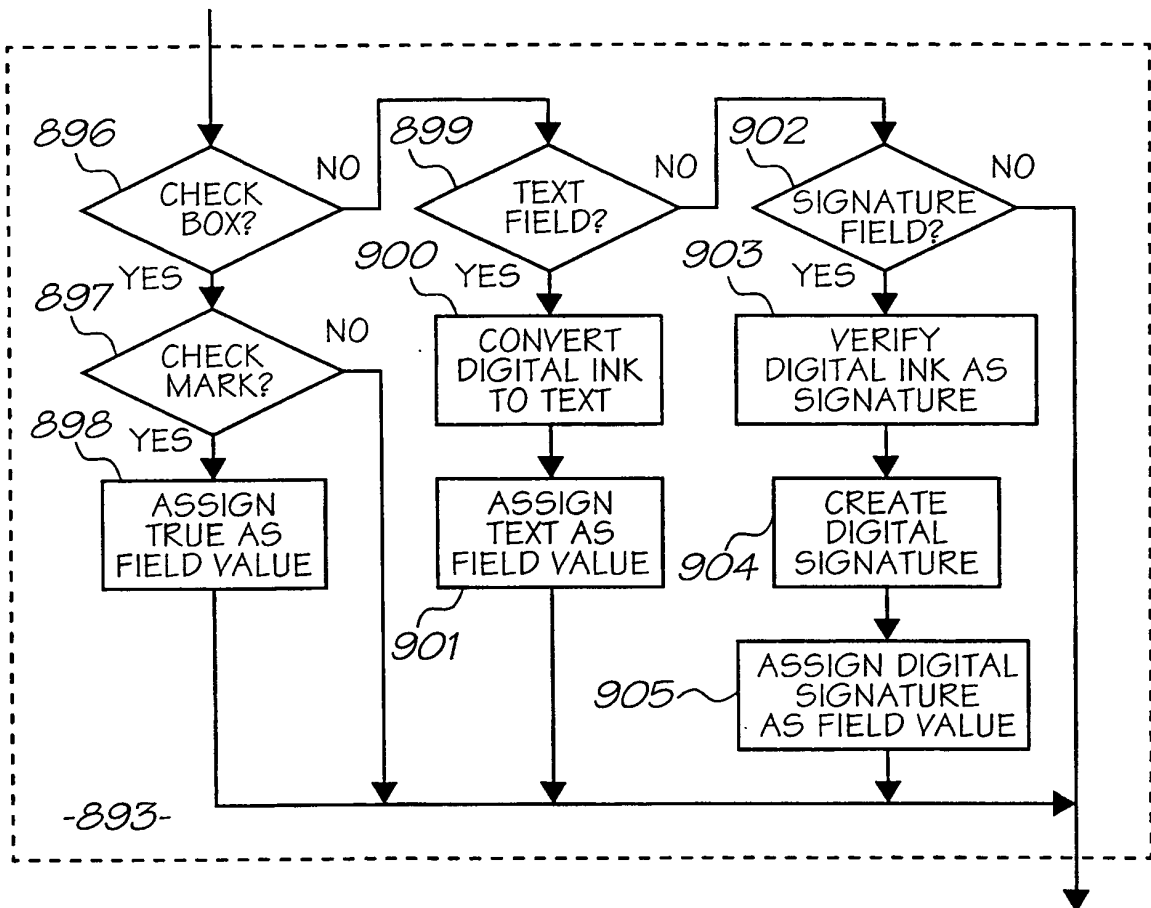 896
CHECK
BOX?
NO
YES
897
CHECK
MARK?
NO
YES
898
ASSIGN
TRUE AS
FIELD VALUE
899
TEXT
FIELD?
NO
YES
900
CONVERT
DIGITAL INK
TO TEXT
ASSIGN
TEXT AS
FIELD VALUE
901
902
SIGNATURE
FIELD?
NO
YES
903
VERIFY
DIGITAL INK AS
SIGNATURE
CREATE
DIGITAL
SIGNATURE
904
ASSIGN DIGITAL
SIGNATURE
AS FIELD VALUE
905
-893-